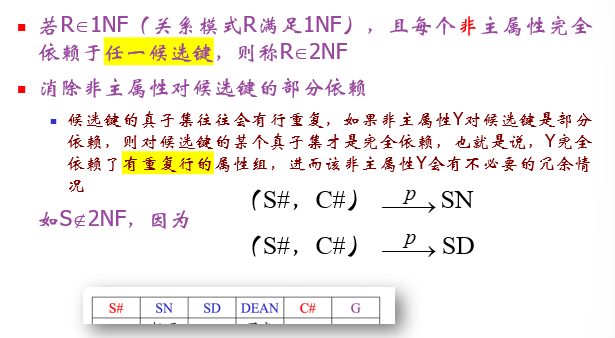 若R∈1NF（关系模式R满足1NF），且每个非主属性完全
依赖于任一候选键，则称R∈2NF
消除非主属性对候选键的部分依赖
候选键的真子集往往会有行重复，如果非主属性Y对候选键是部分
依赖，则对候选键的某个真子集才是完全依赖，也就是说，Y完全
依赖了有重复行的属性组，进而该非主属性Y会有不必要的冗余情
况
（S#，C#） p→ SN
如S∉2NF，因为
（S#，C#） p→ SD
S# SN SD DEAN C# G